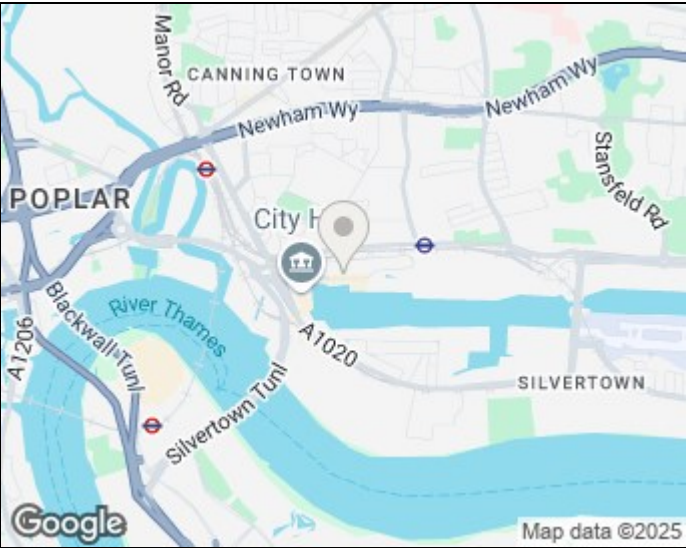 Manor Rd
CANNING TOWN
Newham Wy
Newham Wy
Stansfeld Rd
POPLAR
City H
River Thames
Blackwall Tunl
A1206
A1020
Silvertown Tunl
SILVERTOWN
Google
Map data ©2025